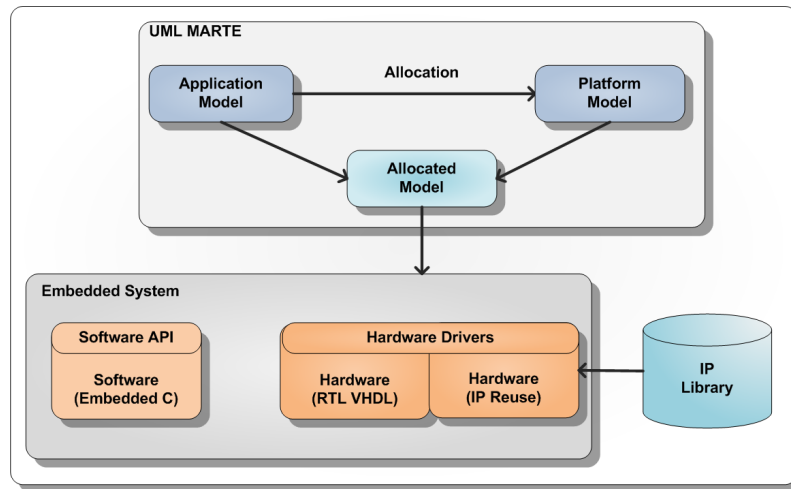 UML MARTE
Application
Model
Allocation
Platform
Model
Allocated
Model
Embedded System
Software API
Software
(Embedded C)
Hardware Drivers
Hardware
(RTL VHDL)
Hardware
(IP Reuse)
IP
Library